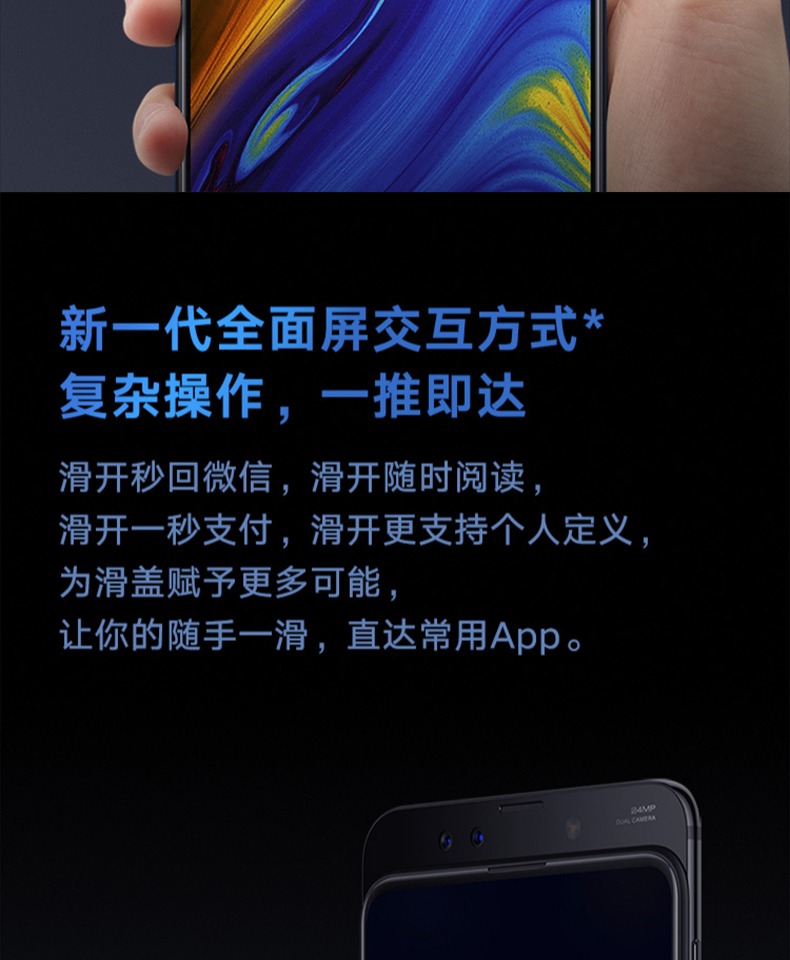 新一代全面屏交互方式*
复杂操作，一推即达
滑开秒回微信，滑开随时阅读，
滑开一秒支付，滑开更支持个人定义，
为滑盖赋予更多可能，
让你的随手一滑，直达常用App。
24MP
DUAL CAMERA